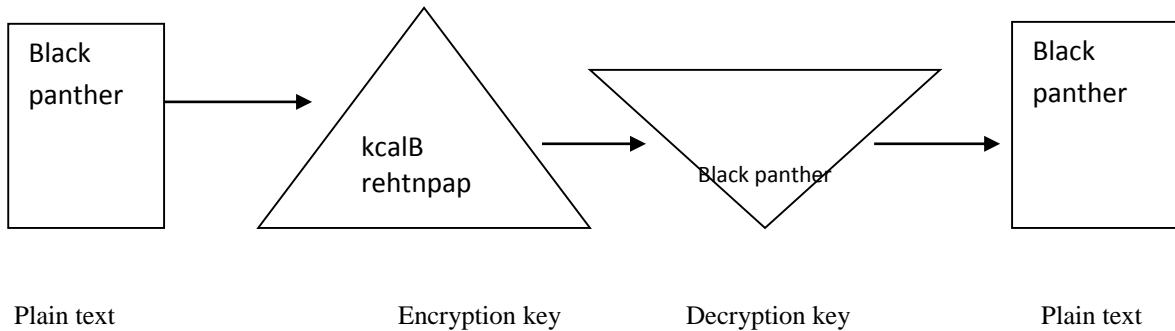 Black
panther
kcalB
rehtnpap
Black panther
Black
panther
Plain text
Encryption key
Decryption key
Plain text